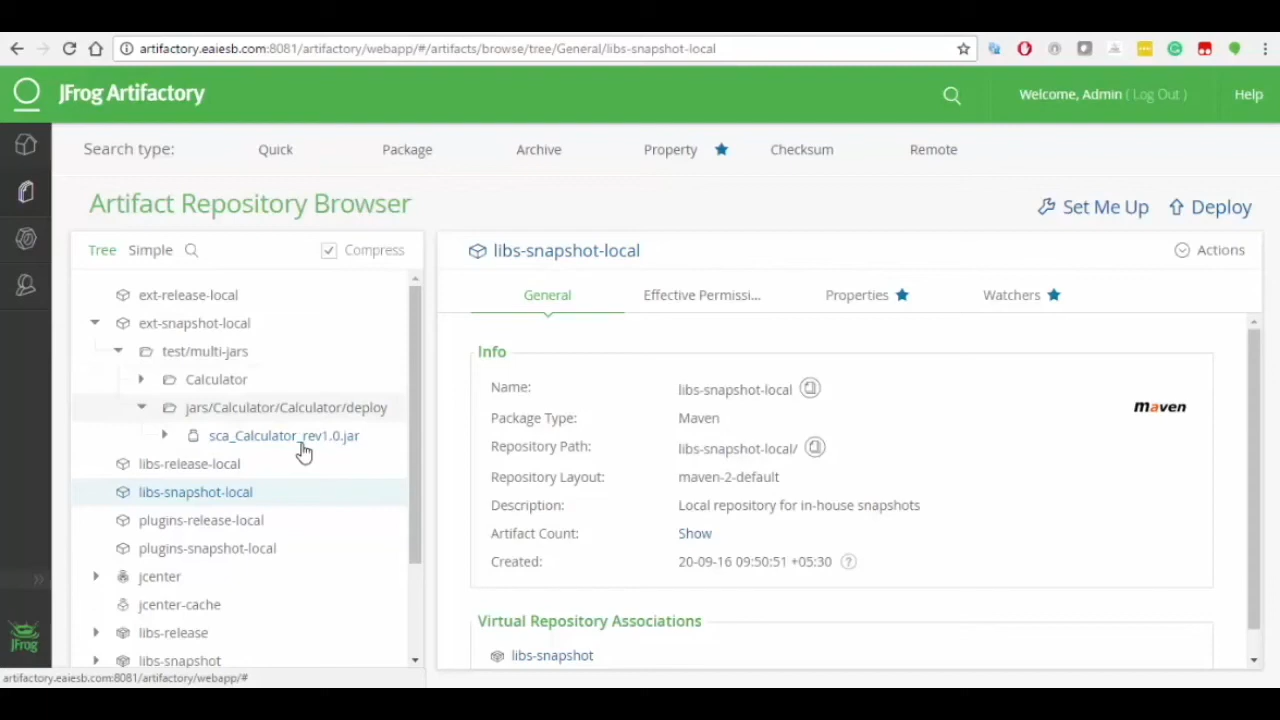 artifactory.eaiesb.com:8081/artifactory/webapp/#/artifacts/browse/tree/General/libs-snapshot-local
JFrog Artifactory
Welcome, Admin ( Log Out )
Help
Search type:
Quick
Package
Archive
Property
Checksum
Remote
Artifact Repository Browser
Set Me Up
Deploy
Tree
Simple
Compress
ext-release-local
ext-snapshot-local
test/multi-jars
Calculator
jars/Calculator/Calculator/deploy
sca_Calculator_rev1.0.jar
libs-release-local
libs-snapshot-local
plugins-release-local
plugins-snapshot-local
jcenter
jcenter-cache
libs-release
libs-snapshot
libs-snapshot-local
Actions
General
Effective Permissi...
Properties
Watchers
Info
Name: libs-snapshot-local
maven
Package Type: Maven
Repository Path: libs-snapshot-local/
Repository Layout: maven-2-default
Description: Local repository for in-house snapshots
Artifact Count: Show
Created: 20-09-16 09:50:51 +05:30
Virtual Repository Associations
libs-snapshot
JFrog
artifactory.eaiesb.com:8081/artifactory/webapp/#